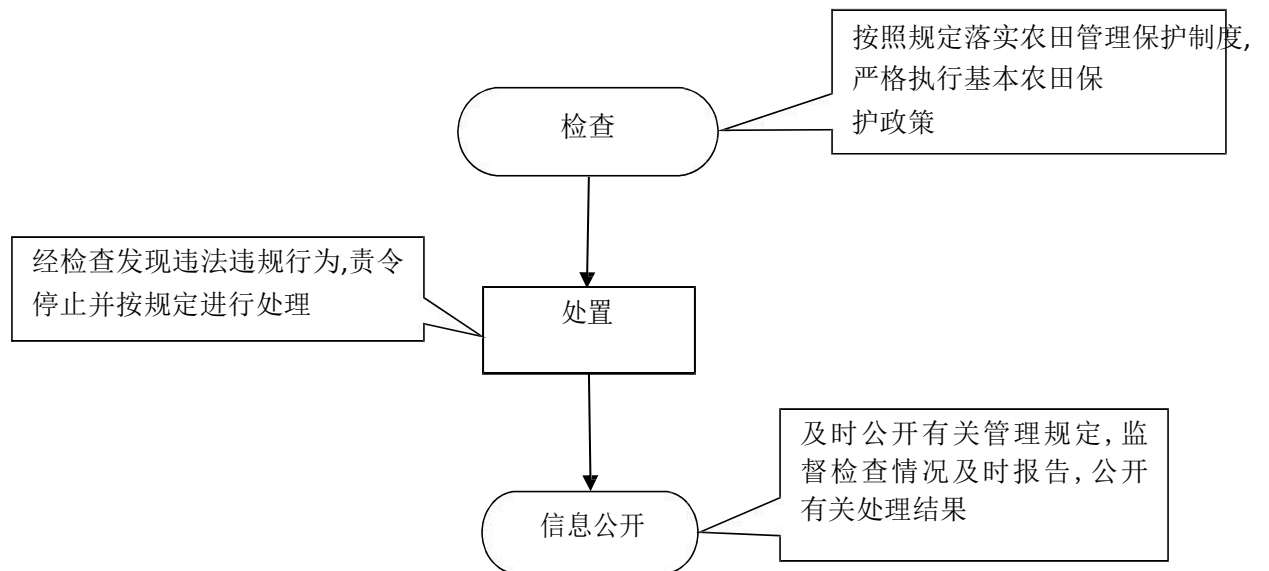 按照规定落实农田管理保护制度,
严格执行基本农田保
护政策
检查
经检查发现违法违规行为,责令
停止并按规定进行处理
处置
及时公开有关管理规定,监
督检查情况及时报告,公开
有关处理结果
信息公开